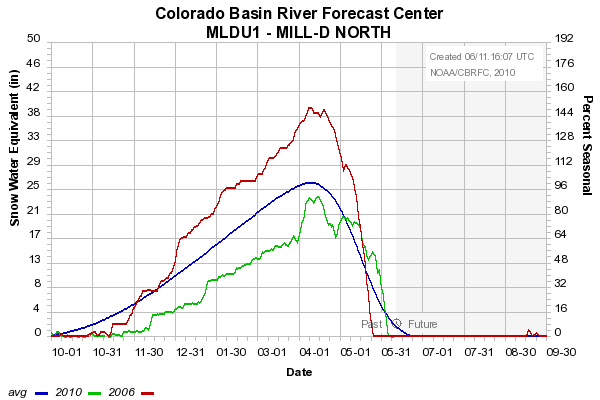 Colorado Basin River Forecast Center
MLDU1 - MILL-D NORTH
50
46
42
38
33
29
25
21
17
13
8
4
0
Snow Water Equivalent (in)
192
176
160
144
128
112
96
80
64
48
32
16
0
Percent Seasonal
Created 06/11.16:07 UTC
NOAA/CBRFC, 2010
Past Future
10-01 10-31 11-30 12-31 01-30 03-01 04-01 05-01 05-31 07-01 07-31 08-30 09-30
Date
avg 2010 2006